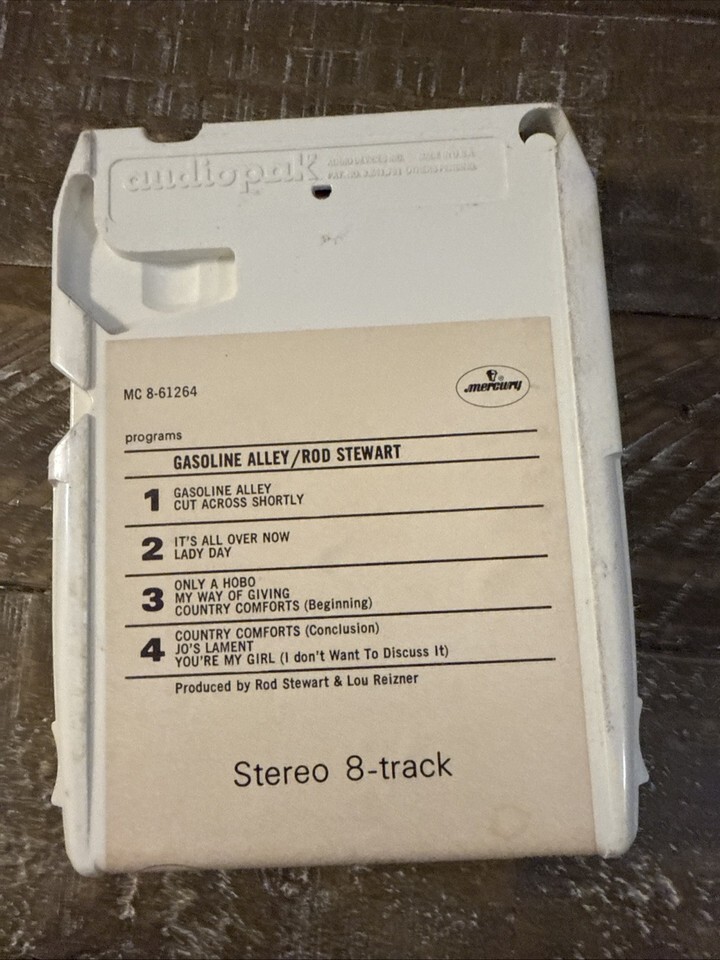 audiopak
MC 8-61264
mercury
programs
GASOLINE ALLEY/ROD STEWART
1 GASOLINE ALLEY
CUT ACROSS SHORTLY
2 IT'S ALL OVER NOW
LADY DAY
3 ONLY A HOBO
MY WAY OF GIVING
COUNTRY COMFORTS (Beginning)
4 COUNTRY COMFORTS (Conclusion)
JO'S LAMENT
YOU'RE MY GIRL (I don't Want To Discuss It)
Produced by Rod Stewart & Lou Reizner
Stereo 8-track